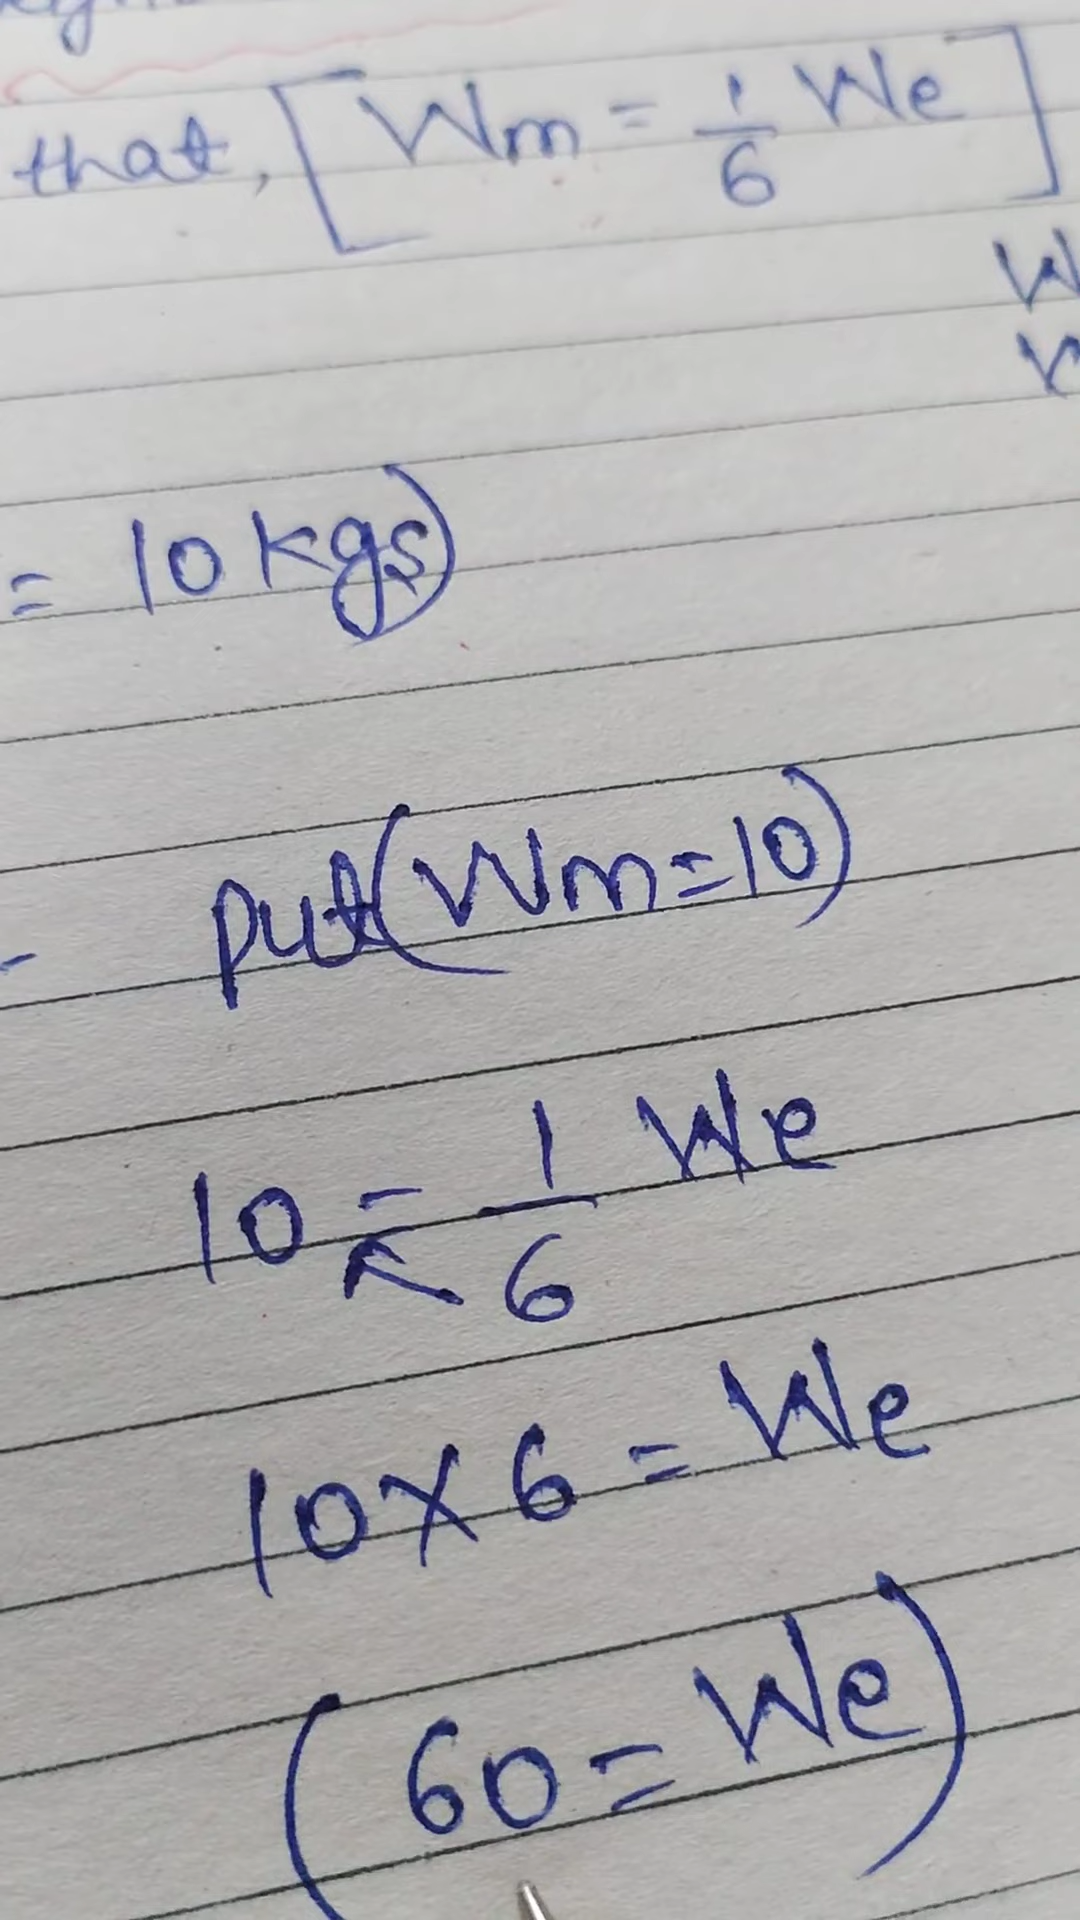 that, [Wm = 1/6 We]
= 10 kgs)
put (Wm = 10)
10 = 1/6 We
10 × 6 = We
(60 = We)